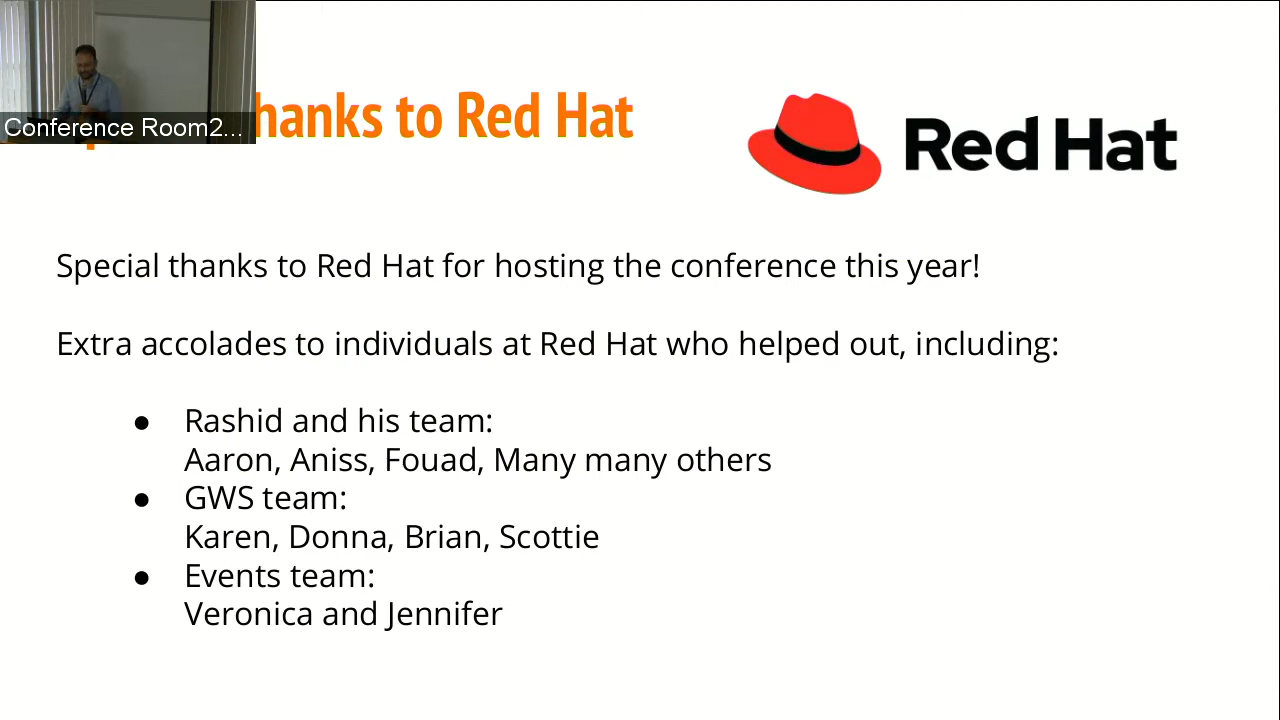 Conference Room2...
hanks to Red Hat
Red Hat
Special thanks to Red Hat for hosting the conference this year!
Extra accolades to individuals at Red Hat who helped out, including:
● Rashid and his team:
Aaron, Aniss, Fouad, Many many others
● GWS team:
Karen, Donna, Brian, Scottie
● Events team:
Veronica and Jennifer